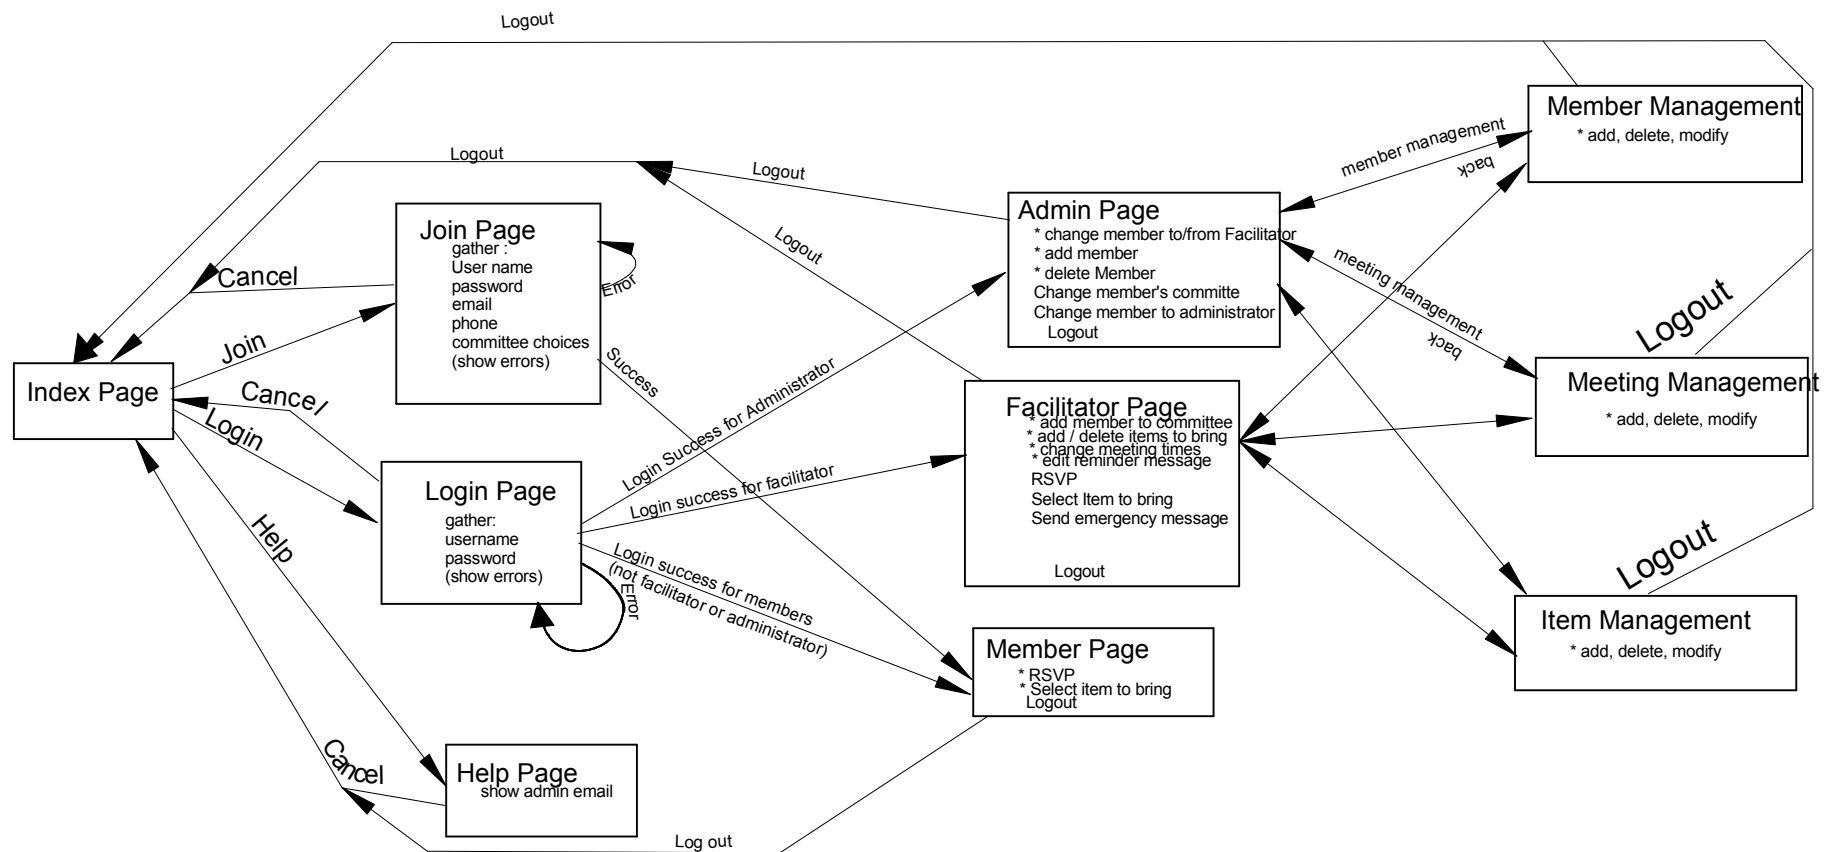 Logout
Member Management
* add, delete, modify
member management
back
Logout
Logout
Admin Page
* change member to/from Facilitator
* add member
* delete Member
Change member's committe
Change member to administrator
Logout
Join Page
gather :
User name
password
email
phone
committee choices
(show errors)
Error
Cancel
Logout
meeting management
back
Logout
Join
Index Page
Cancel
Login
Success
Login Success for Administrator
Facilitator Page
* add member to committee
* add / delete items to bring
* change meeting times
* edit reminder message
RSVP
Select Item to bring
Send emergency message
Logout
Meeting Management
* add, delete, modify
Login Page
gather:
username
password
(show errors)
Error
Login success for facilitator
Login success for members
(not facilitator or administrator)
Help
Logout
Item Management
* add, delete, modify
Member Page
* RSVP
* Select item to bring
Logout
Cancel
Help Page
show admin email
Log out